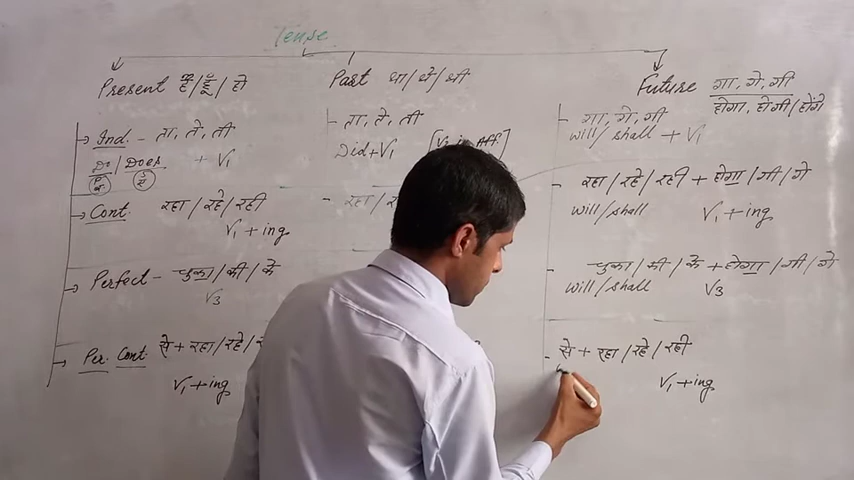 Tense
Present है/हूँ/हो
Past था/थे/थी
Future गा, गे, गी
होगा, होगी/होंगे
→ Ind. - ता, ते, ती
Do/Does + V₁
- ता, ते, ती
Did+V₁
- गा, गे, गी
will/shall + V₁
→ Cont. रहा/रहे/रही
V₁+ing
- रहा
- रहा/रहे/रही + होगा/गी/गे
will/shall V₁+ing
→ Perfect - चुका/की/के
V₃
- चुका/की/के + होगा/गी/गे
will/shall V₃
→ Per. Cont. से + रहा/रहे
V₁+ing
- से + रहा/रहे/रही
V₁+ing